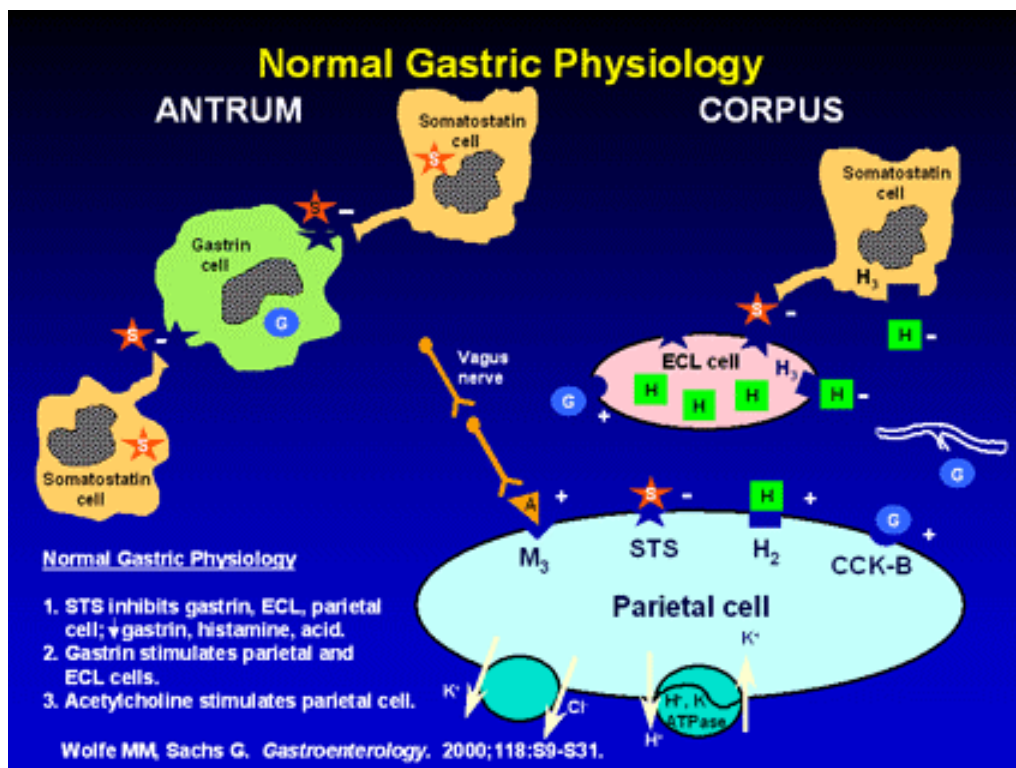 Normal Gastric Physiology
ANTRUM
CORPUS
Somatostatin
cell
S
S
-
Gastrin
cell
G
S
-
Somatostatin
cell
S
Vagus
nerve
Somatostatin
cell
H₃
S
-
H
-
ECL cell
H₃
H
H
H
H
H
-
G
+
G
A
+
S
-
H
+
G
+
M₃
STS
H₂
CCK-B
Parietal cell
K⁺
Cl⁻
H⁺, K
ATPase
H⁺
K⁺
Normal Gastric Physiology
1. STS inhibits gastrin, ECL, parietal
cell; ↓gastrin, histamine, acid.
2. Gastrin stimulates parietal and
ECL cells.
3. Acetylcholine stimulates parietal cell.
Wolfe MM, Sachs G. Gastroenterology. 2000;118:S9-S31.